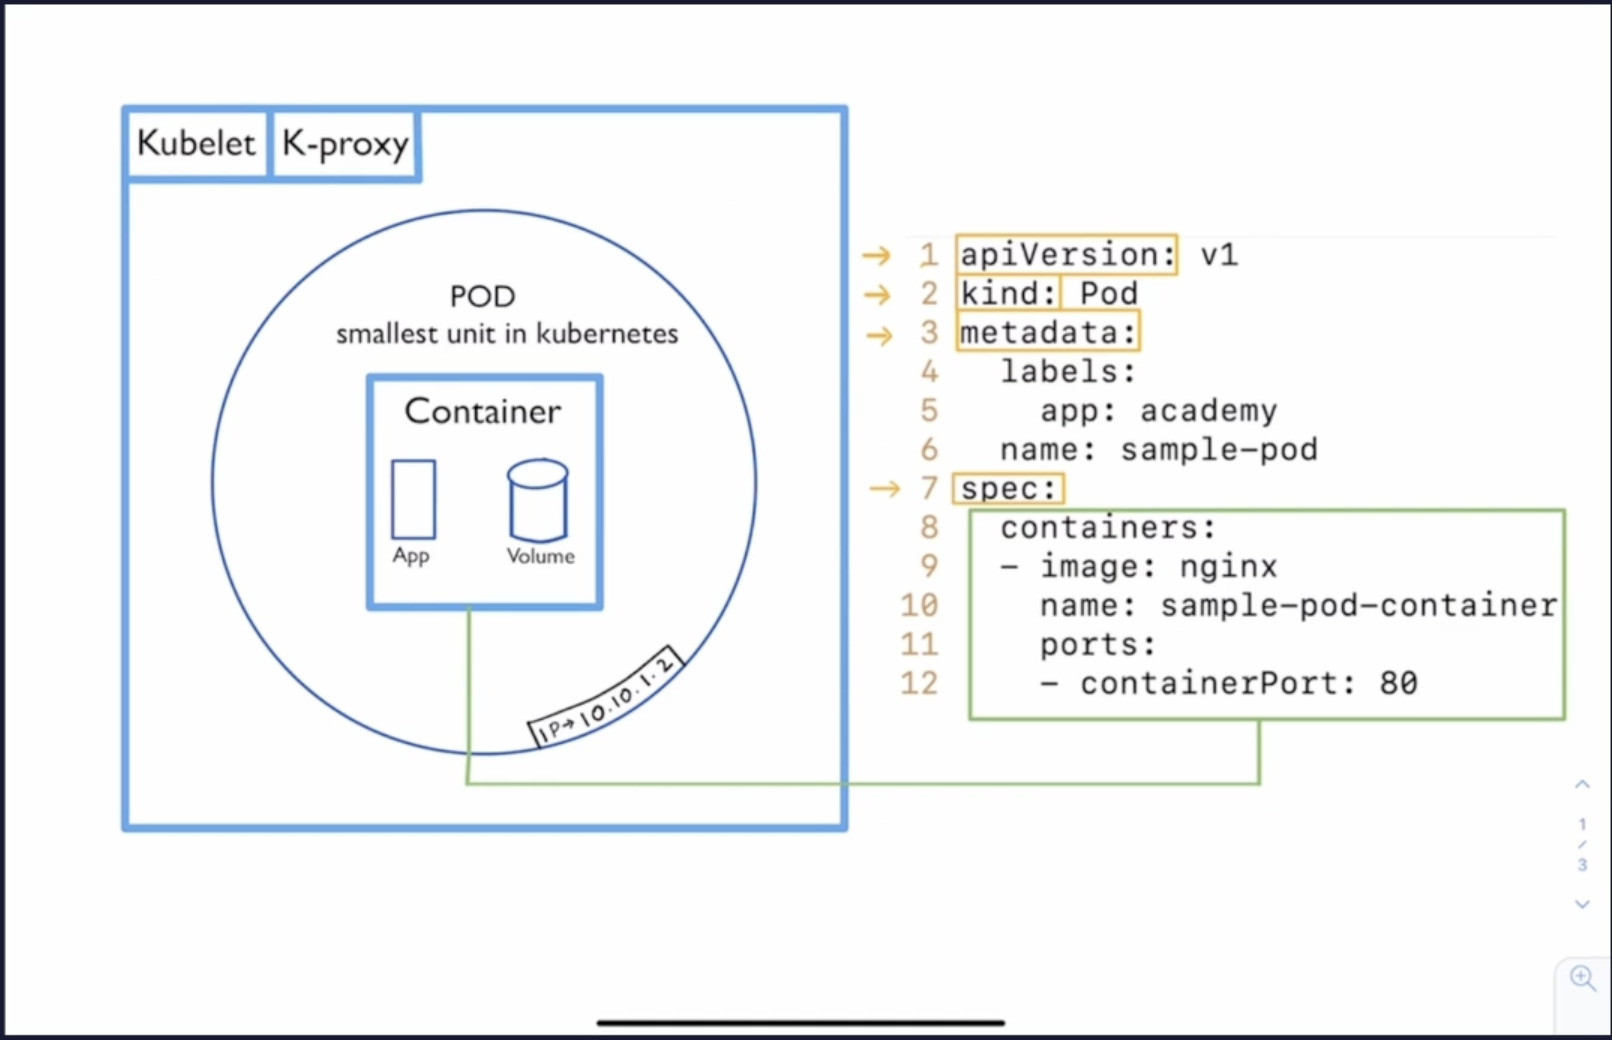 Kubelet K-proxy
POD
smallest unit in kubernetes
Container
App Volume
IP→10.10.1.2
→ 1 apiVersion: v1
→ 2 kind: Pod
→ 3 metadata:
4 labels:
5 app: academy
6 name: sample-pod
→ 7 spec:
8 containers:
9 - image: nginx
10 name: sample-pod-container
11 ports:
12 - containerPort: 80
1
/
3